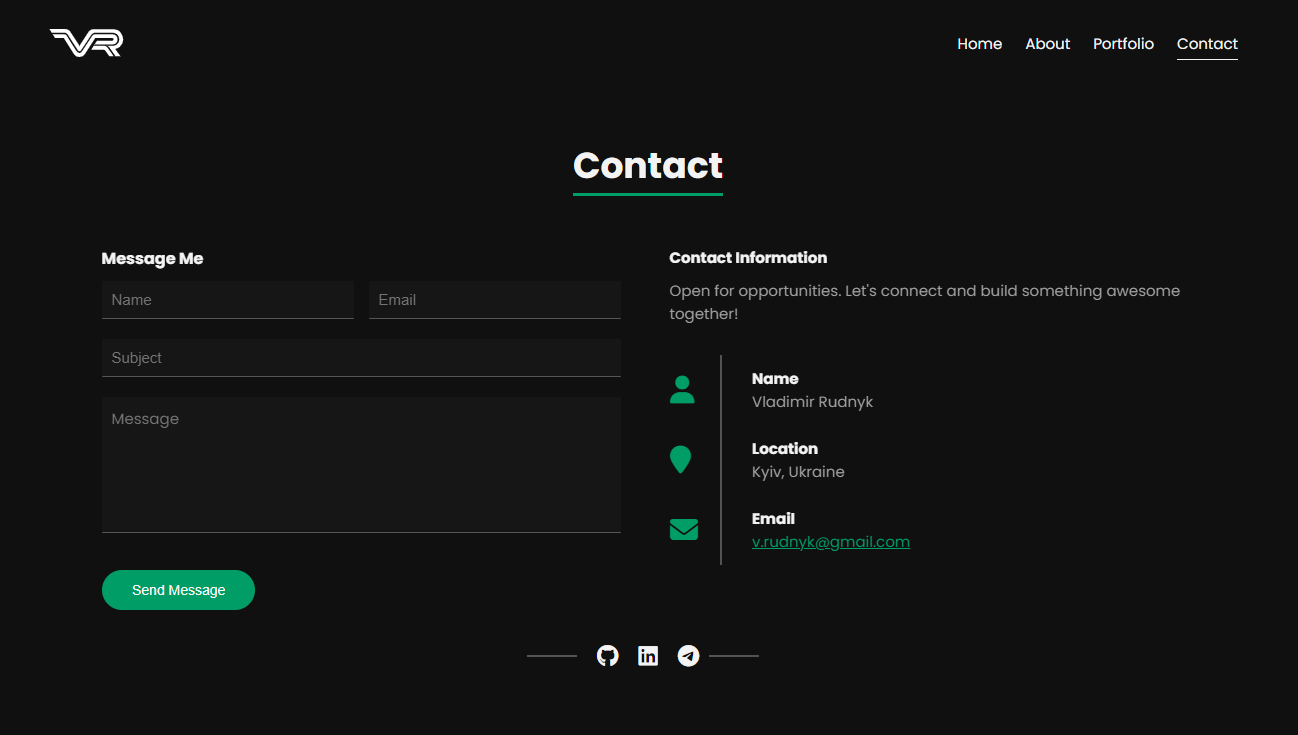 VR
Home About Portfolio Contact
Contact
Message Me
Name Email
Subject
Message
Send Message
Contact Information
Open for opportunities. Let's connect and build something awesome
together!
Name
Vladimir Rudnyk
Location
Kyiv, Ukraine
Email
v.rudnyk@gmail.com
in